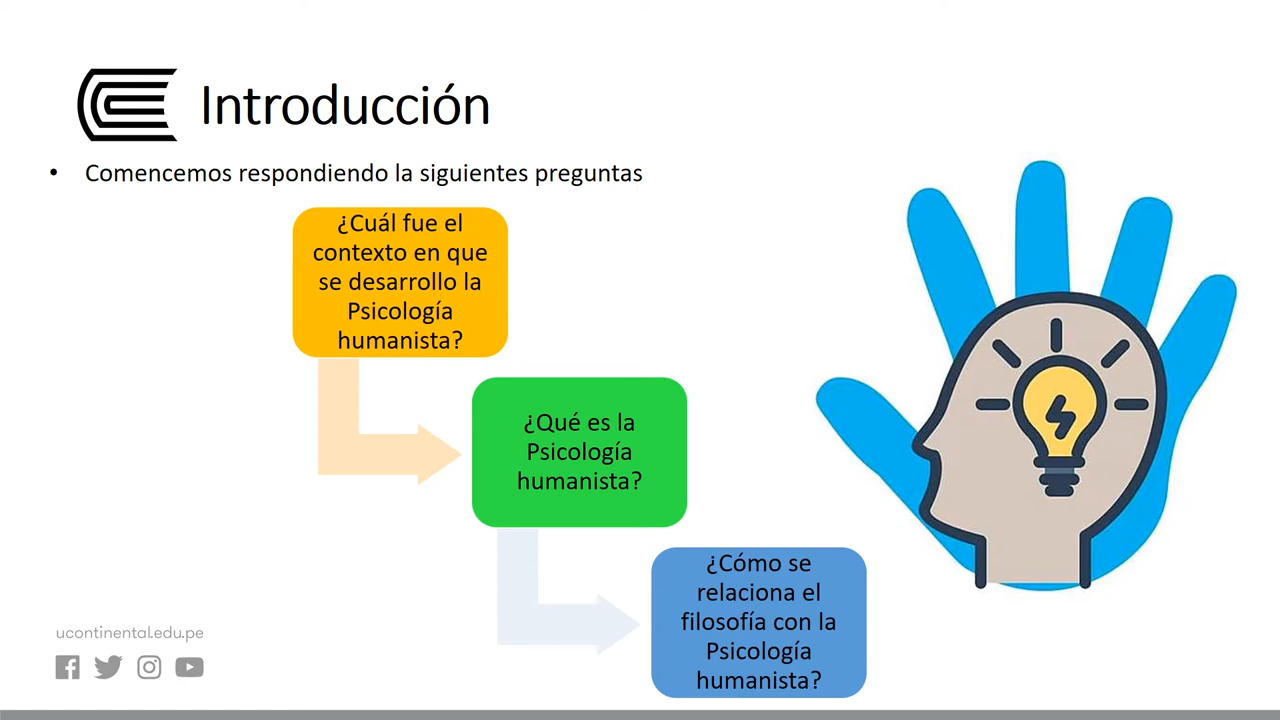 Introducción
• Comencemos respondiendo la siguientes preguntas
¿Cuál fue el
contexto en que
se desarrollo la
Psicología
humanista?
¿Qué es la
Psicología
humanista?
¿Cómo se
relaciona el
filosofía con la
Psicología
humanista?
ucontinental.edu.pe